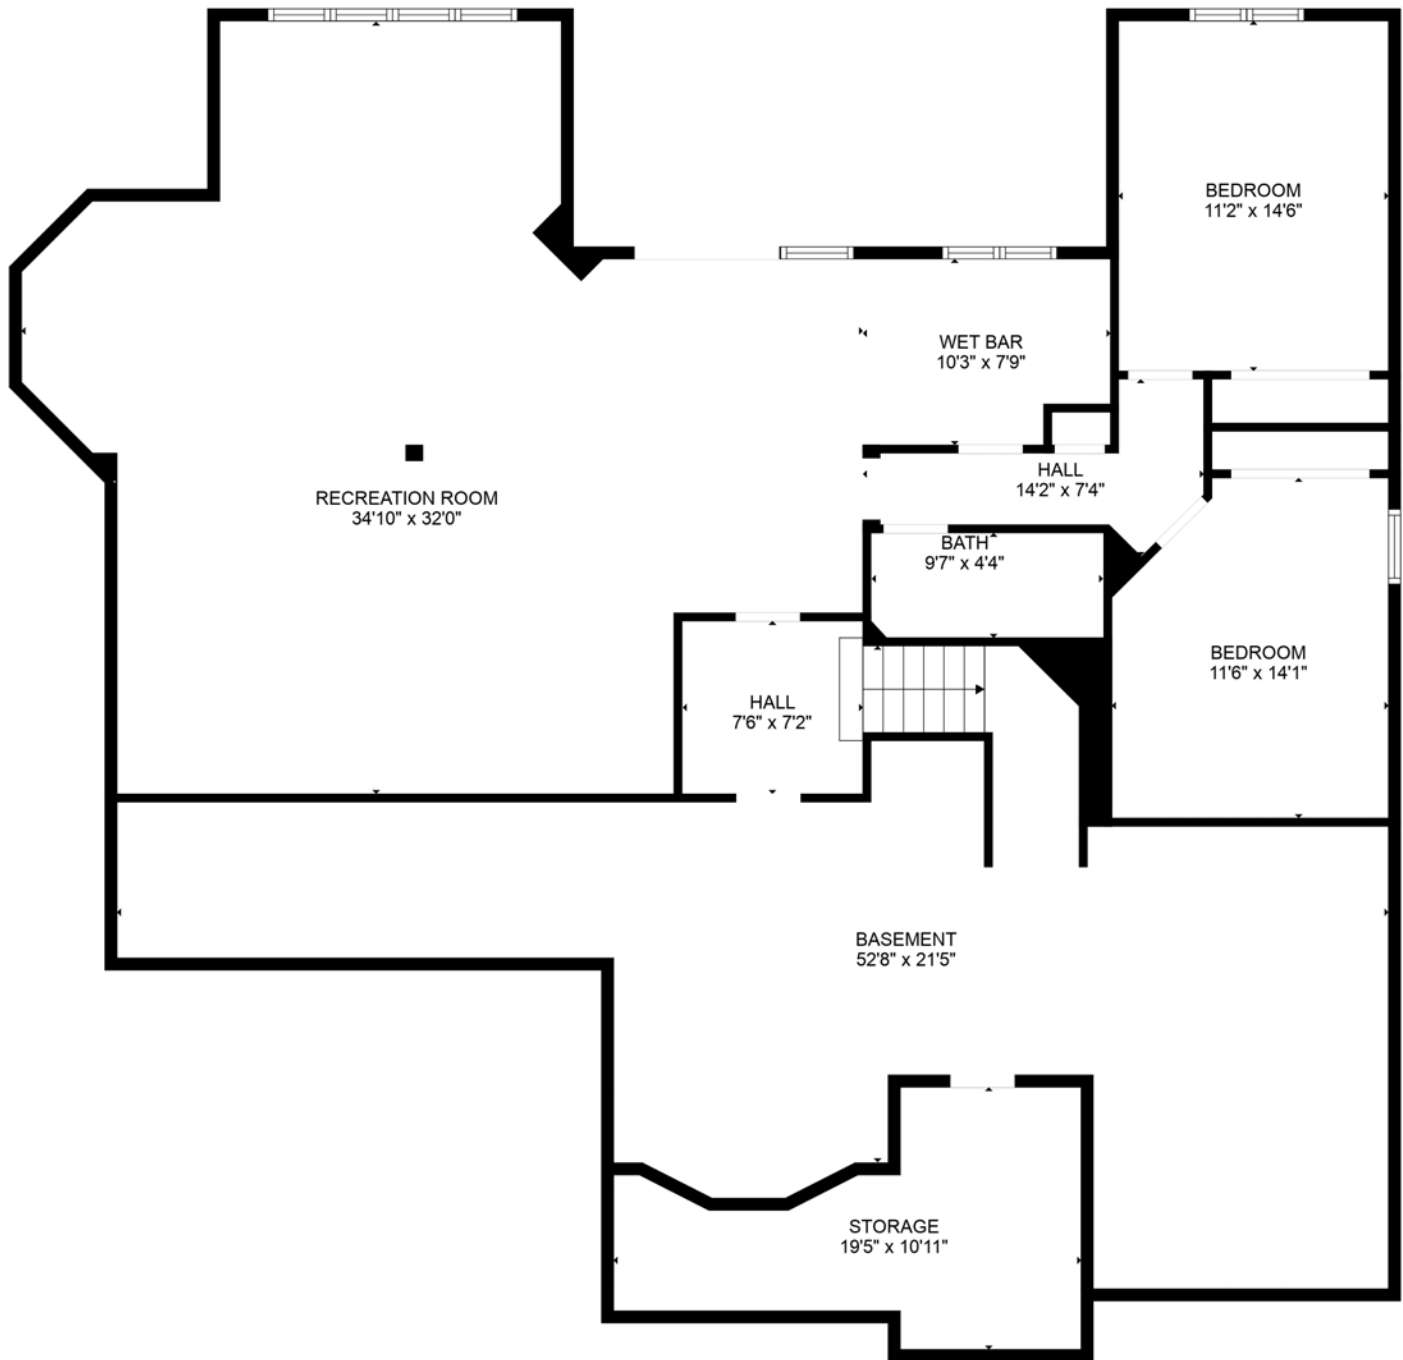 BEDROOM
11'2" x 14'6"
WET BAR
10'3" x 7'9"
HALL
14'2" x 7'4"
RECREATION ROOM
34'10" x 32'0"
BATH
9'7" x 4'4"
BEDROOM
11'6" x 14'1"
HALL
7'6" x 7'2"
BASEMENT
52'8" x 21'5"
STORAGE
19'5" x 10'11"